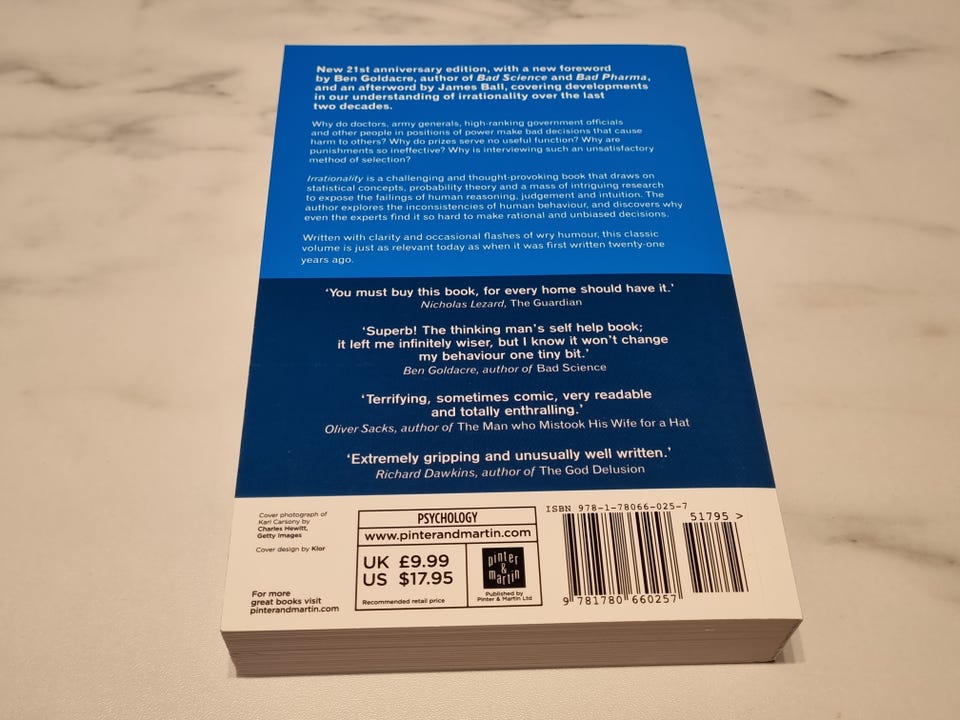 New 21st anniversary edition, with a new foreword
by Ben Goldacre, author of Bad Science and Bad Pharma,
and an afterword by James Ball, covering developments
in our understanding of irrationality over the last
two decades.
Why do doctors, army generals, high-ranking government officials
and other people in positions of power make bad decisions that cause
harm to others? Why do prizes serve no useful function? Why are
punishments so ineffective? Why is interviewing such an unsatisfactory
method of selection?
Irrationality is a challenging and thought-provoking book that draws on
statistical concepts, probability theory and a mass of intriguing research
to expose the failings of human reasoning, judgement and intuition. The
author explores the inconsistencies of human behaviour, and discovers why
even the experts find it so hard to make rational and unbiased decisions.
Written with clarity and occasional flashes of wry humour, this classic
volume is just as relevant today as when it was first written twenty-one
years ago.
‘You must buy this book, for every home should have it.’
Nicholas Lezard, The Guardian
‘Superb! The thinking man’s self help book;
it left me infinitely wiser, but I know it won’t change
my behaviour one tiny bit.’
Ben Goldacre, author of Bad Science
‘Terrifying, sometimes comic, very readable
and totally enthralling.’
Oliver Sacks, author of The Man who Mistook His Wife for a Hat
‘Extremely gripping and unusually well written.’
Richard Dawkins, author of The God Delusion
Cover photograph of
Karl Carsony by
Charles Hewitt,
Getty Images
Cover design by Klor
For more
great books visit
pinterandmartin.com
PSYCHOLOGY
www.pinterandmartin.com
UK £9.99
US $17.95
Recommended retail price
pinter
&
martin
Published by
Pinter & Martin Ltd
ISBN 978-1-78066-025-7
51795 >
9 781780 660257